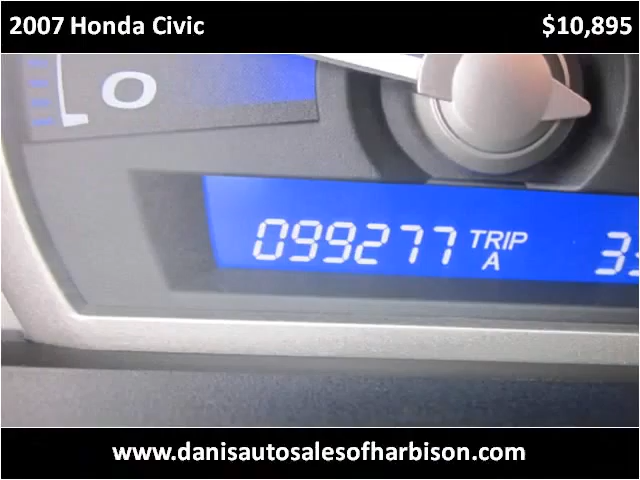 2007 Honda Civic $10,895
0
099277 TRIP
A
www.danisautosalesofharbison.com